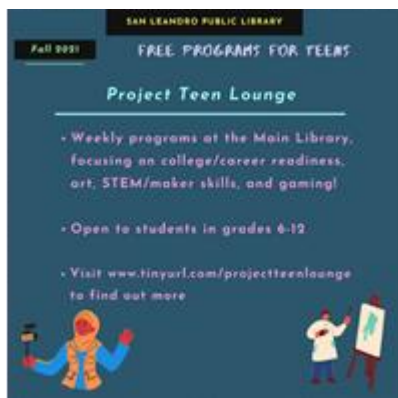 SAN LEANDRO PUBLIC LIBRARY
Fall 2021
FREE PROGRAMS FOR TEENS
Project Teen Lounge
• Weekly programs at the Main Library,
focusing on college/career readiness,
art, STEM/maker skills, and gaming!
• Open to students in grades 6-12
• Visit www.tinyurl.com/projectteenlounge
to find out more